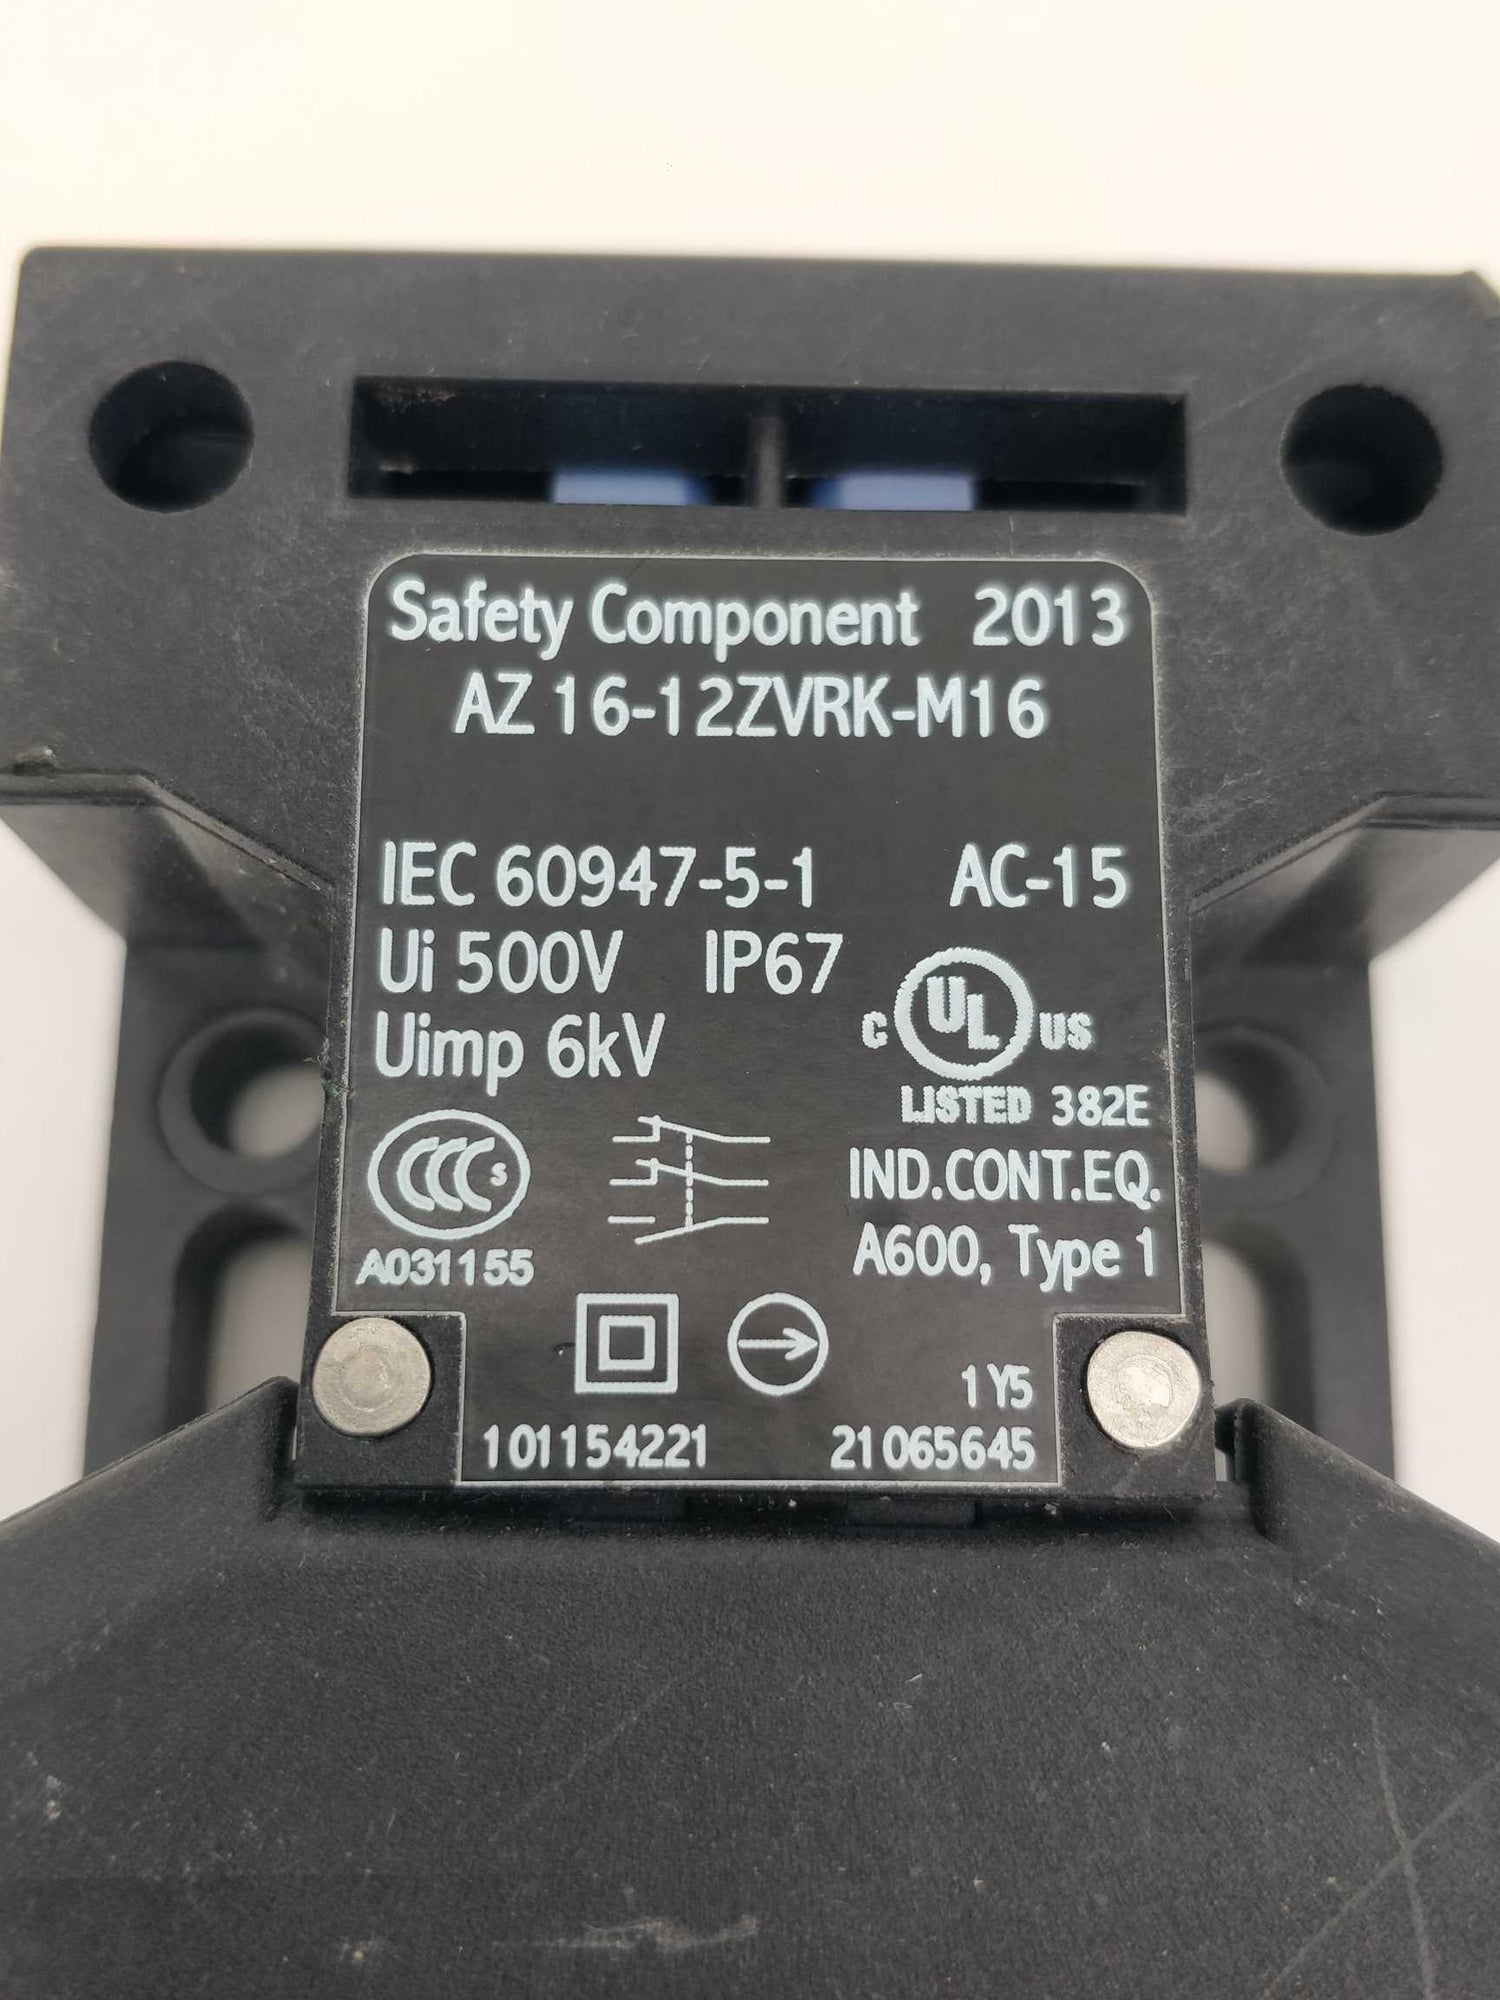 Safety Component 2013
AZ 16-12ZVRK-M16
IEC 60947-5-1 AC-15
Ui 500V IP67
Uimp 6kV
C UL US
LISTED 382E
CCC S
IND.CONT.EQ.
A031155
A600, Type 1
1Y5
101154221 21065645